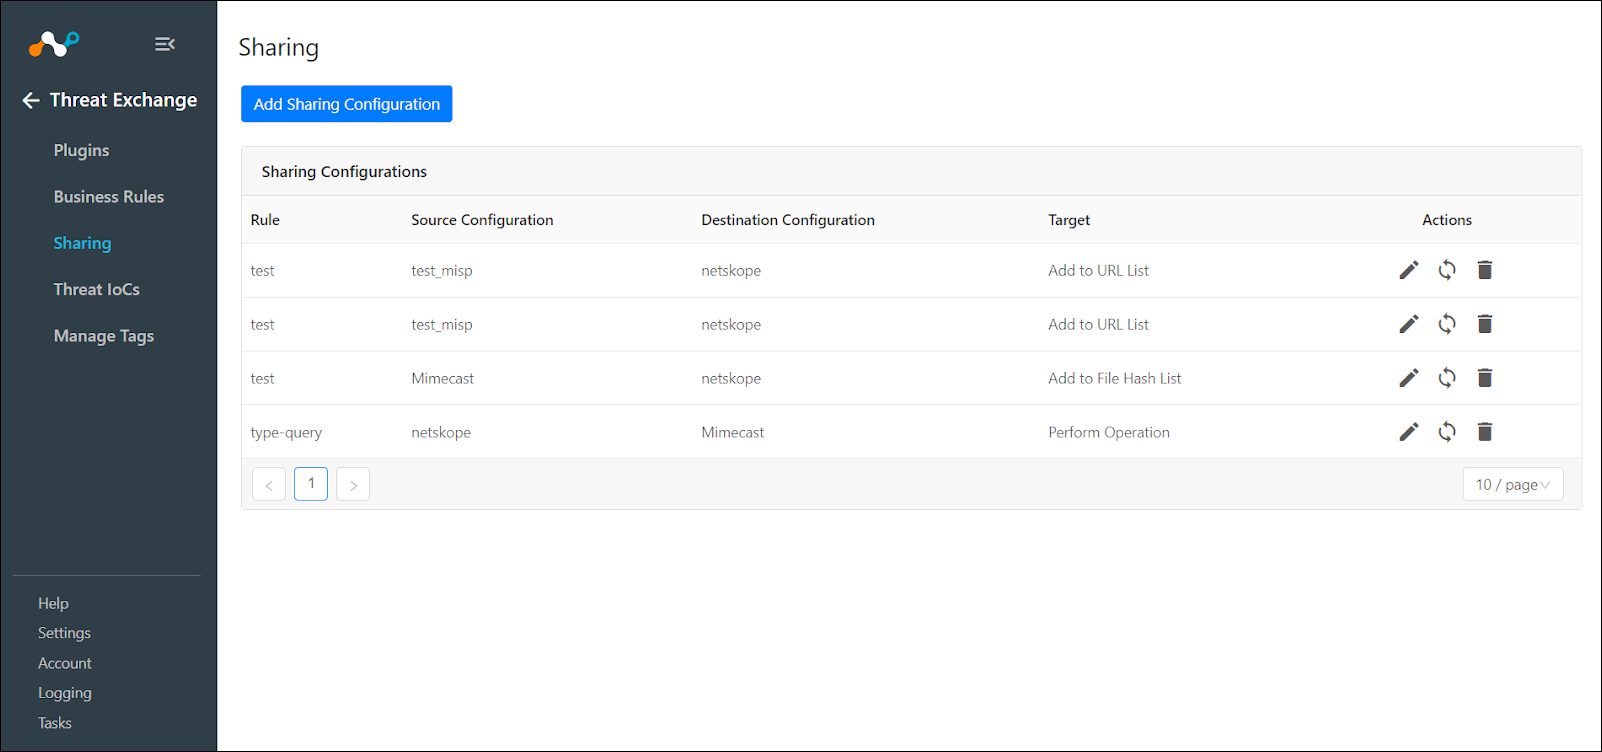 Threat Exchange
Plugins
Business Rules
Sharing
Threat IoCs
Manage Tags
Help
Settings
Account
Logging
Tasks
Sharing
Add Sharing Configuration
Sharing Configurations
Rule Source Configuration Destination Configuration Target Actions
test test_misp netskope Add to URL List
test test_misp netskope Add to URL List
test Mimecast netskope Add to File Hash List
type-query netskope Mimecast Perform Operation
< 1 > 10 / page